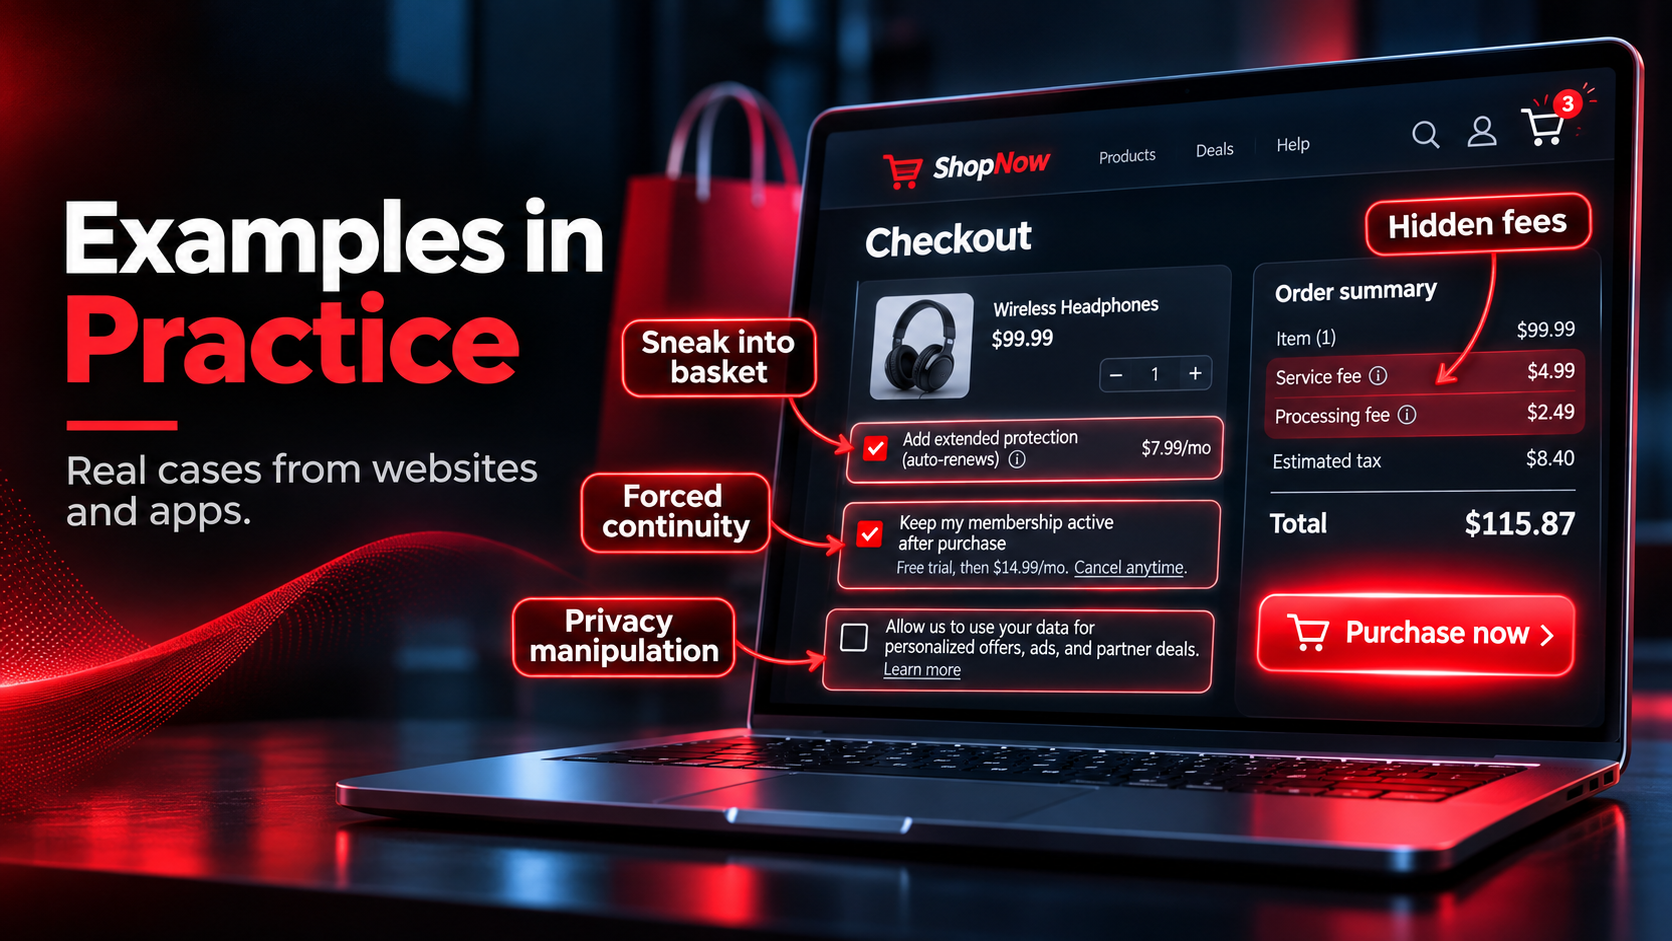 Examples in
Practice
Real cases from websites
and apps.
Sneak into
basket
Forced
continuity
Privacy
manipulation
Hidden fees
ShopNow
Products
Deals
Help
3
Checkout
Wireless Headphones
$99.99
− 1 +
Add extended protection
(auto-renews)
$7.99/mo
Keep my membership active
after purchase
Free trial, then $14.99/mo. Cancel anytime.
Allow us to use your data for
personalized offers, ads, and partner deals.
Learn more
Order summary
Item (1) $99.99
Service fee $4.99
Processing fee $2.49
Estimated tax $8.40
Total $115.87
Purchase now